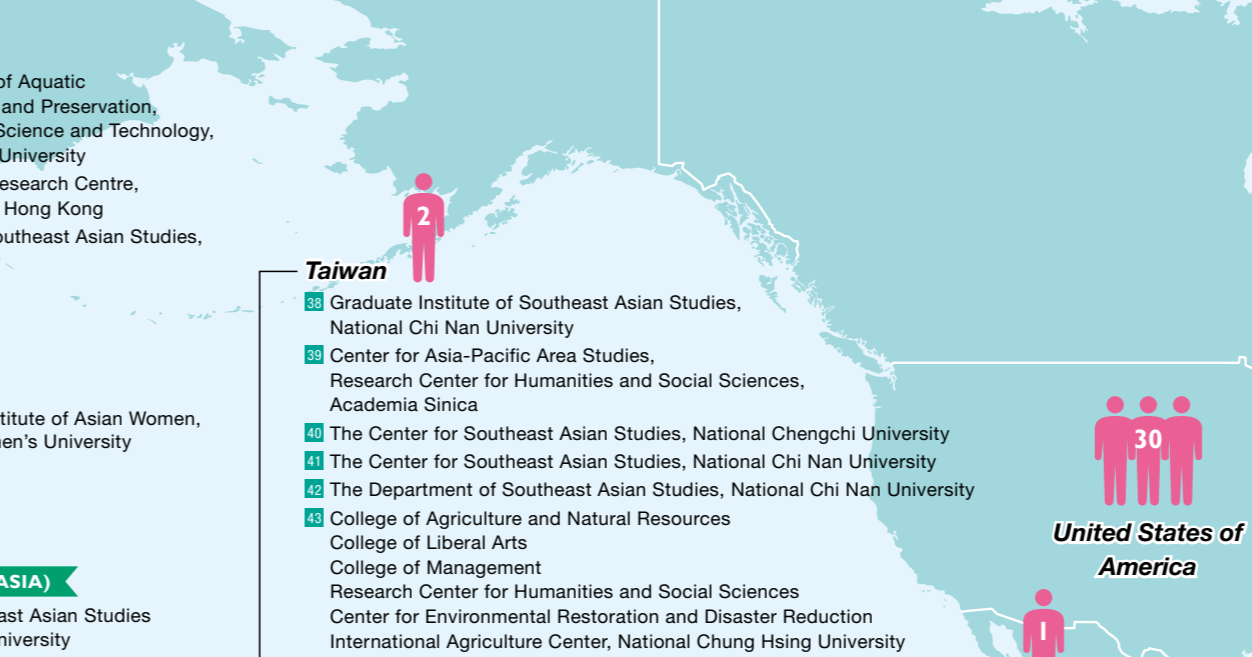 of Aquatic
and Preservation,
Science and Technology,
University
esearch Centre,
Hong Kong
outheast Asian Studies,
titute of Asian Women,
en's University
ASIA)
ast Asian Studies
niversity
2
Taiwan
38 Graduate Institute of Southeast Asian Studies,
National Chi Nan University
39 Center for Asia-Pacific Area Studies,
Research Center for Humanities and Social Sciences,
Academia Sinica
40 The Center for Southeast Asian Studies, National Chengchi University
41 The Center for Southeast Asian Studies, National Chi Nan University
42 The Department of Southeast Asian Studies, National Chi Nan University
43 College of Agriculture and Natural Resources
College of Liberal Arts
College of Management
Research Center for Humanities and Social Sciences
Center for Environmental Restoration and Disaster Reduction
International Agriculture Center, National Chung Hsing University
30
United States of
America
1